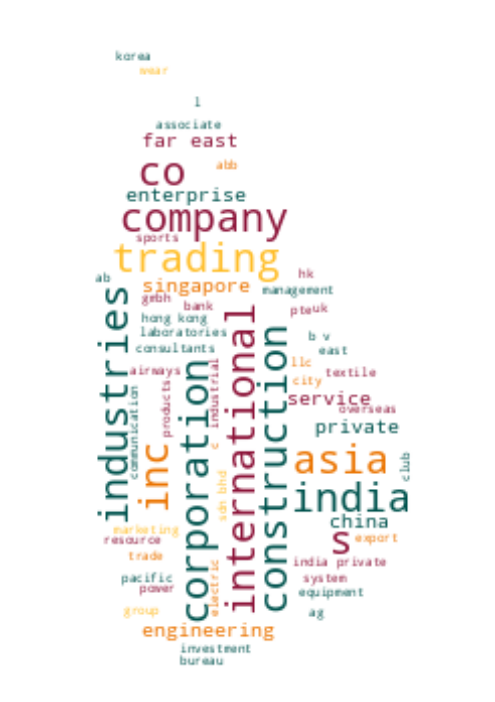 korea
wear
l
associate
far east
co
abb
enterprise
company
sports
trading
ab
singapore
hk
management
gmbh
bank
pte
uk
industries
hong kong
international
laboratories
construction
b v
consultants
east
airways
corporation
industrial
llc
textile
city
products
communication
service
overseas
private
inc
c
asia
club
sdn bhd
india
china
marketing
resource
s
export
trade
electric
india private
pacific
power
system
equipment
group
ag
engineering
investment
bureau